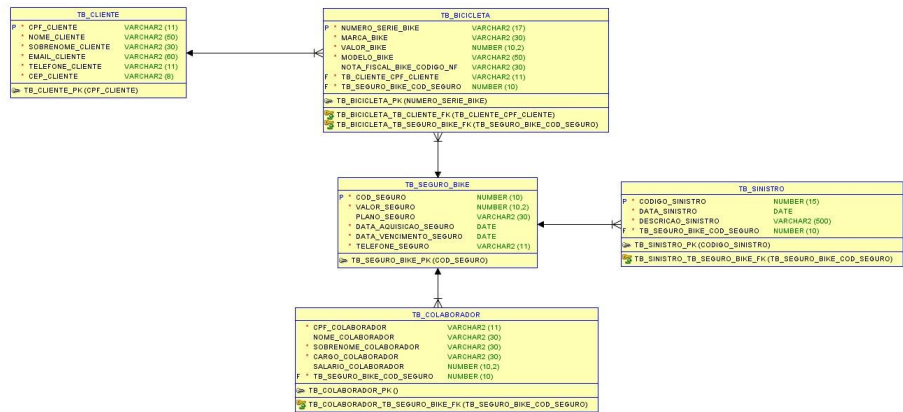 TB_CLIENTE
P * CPF_CLIENTE VARCHAR2 (11)
* NOME_CLIENTE VARCHAR2 (50)
* SOBRENOME_CLIENTE VARCHAR2 (30)
* EMAIL_CLIENTE VARCHAR2 (60)
* TELEFONE_CLIENTE VARCHAR2 (11)
* CEP_CLIENTE VARCHAR2 (8)
TB_CLIENTE_PK (CPF_CLIENTE)
TB_BICICLETA
P * NUMERO_SERIE_BIKE VARCHAR2 (17)
* MARCA_BIKE VARCHAR2 (30)
* VALOR_BIKE NUMBER (10,2)
* MODELO_BIKE VARCHAR2 (50)
NOTA_FISCAL_BIKE_CODIGO_NF VARCHAR2 (30)
F * TB_CLIENTE_CPF_CLIENTE VARCHAR2 (11)
F * TB_SEGURO_BIKE_COD_SEGURO NUMBER (10)
TB_BICICLETA_PK (NUMERO_SERIE_BIKE)
TB_BICICLETA_TB_CLIENTE_FK (TB_CLIENTE_CPF_CLIENTE)
TB_BICICLETA_TB_SEGURO_BIKE_FK (TB_SEGURO_BIKE_COD_SEGURO)
TB_SEGURO_BIKE
P * COD_SEGURO NUMBER (10)
* VALOR_SEGURO NUMBER (10,2)
PLANO_SEGURO VARCHAR2 (30)
* DATA_AQUISICAO_SEGURO DATE
* DATA_VENCIMENTO_SEGURO DATE
* TELEFONE_SEGURO VARCHAR2 (11)
TB_SEGURO_BIKE_PK (COD_SEGURO)
TB_SINISTRO
P * CODIGO_SINISTRO NUMBER (15)
* DATA_SINISTRO DATE
* DESCRICAO_SINISTRO VARCHAR2 (500)
F * TB_SEGURO_BIKE_COD_SEGURO NUMBER (10)
TB_SINISTRO_PK (CODIGO_SINISTRO)
TB_SINISTRO_TB_SEGURO_BIKE_FK (TB_SEGURO_BIKE_COD_SEGURO)
TB_COLABORADOR
* CPF_COLABORADOR VARCHAR2 (11)
NOME_COLABORADOR VARCHAR2 (30)
* SOBRENOME_COLABORADOR VARCHAR2 (30)
* CARGO_COLABORADOR VARCHAR2 (30)
SALARIO_COLABORADOR NUMBER (10,2)
F * TB_SEGURO_BIKE_COD_SEGURO NUMBER (10)
TB_COLABORADOR_PK ()
TB_COLABORADOR_TB_SEGURO_BIKE_FK (TB_SEGURO_BIKE_COD_SEGURO)